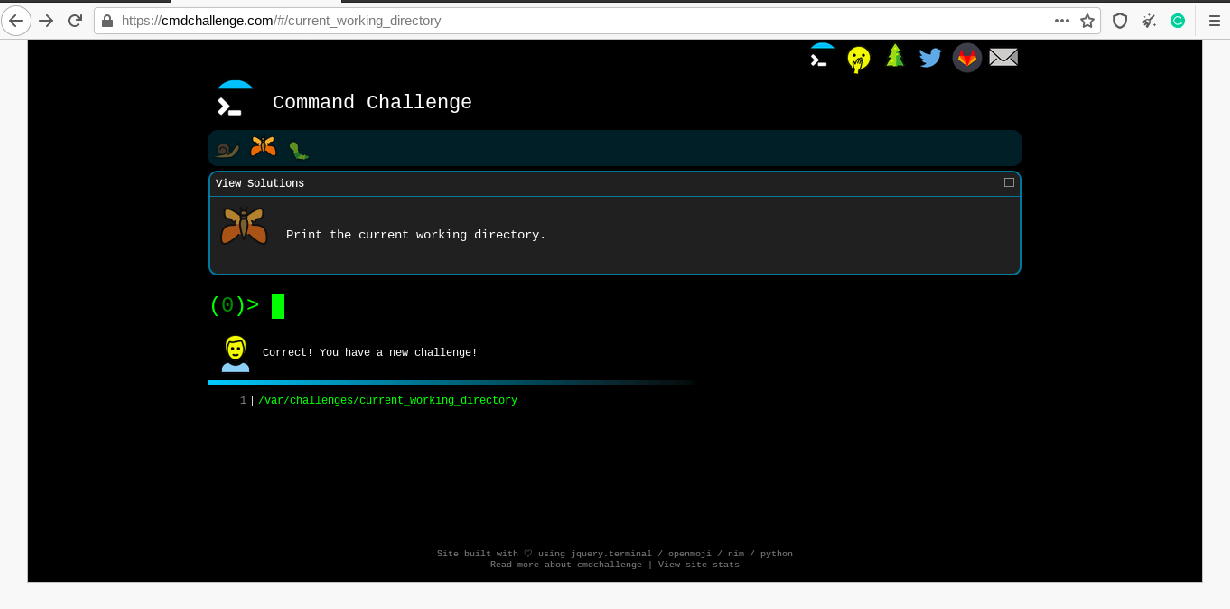 https://cmdchallenge.com/#/current_working_directory
Command Challenge
View Solutions
Print the current working directory.
(0)>
Correct! You have a new challenge!
1 | /var/challenges/current_working_directory
Site built with ♡ using jquery.terminal / openmoji / nim / python
Read more about cmdchallenge | View site stats